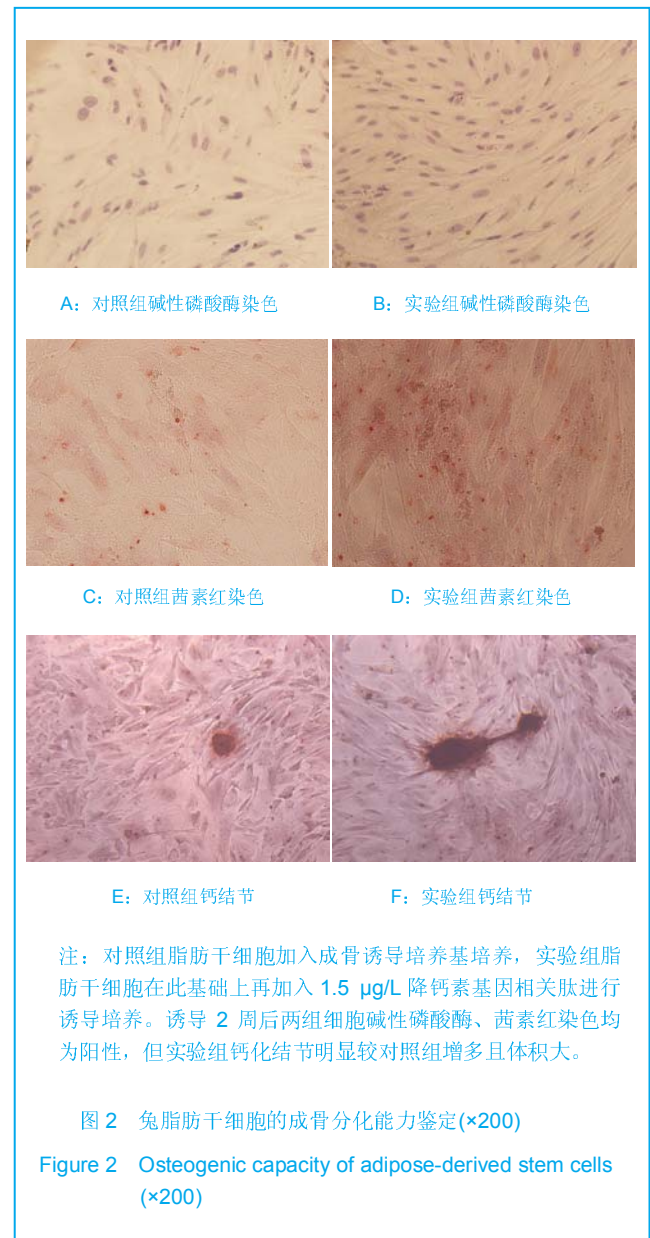 A：对照组碱性磷酸酶染色
B：实验组碱性磷酸酶染色
C：对照组茜素红染色
D：实验组茜素红染色
E：对照组钙结节
F：实验组钙结节
注：对照组脂肪干细胞加入成骨诱导培养基培养，实验组脂
肪干细胞在此基础上再加入 1.5 μg/L 降钙素基因相关肽进行
诱导培养。诱导 2 周后两组细胞碱性磷酸酶、茜素红染色均
为阳性，但实验组钙化结节明显较对照组增多且体积大。
图 2 兔脂肪干细胞的成骨分化能力鉴定(×200)
Figure 2 Osteogenic capacity of adipose-derived stem cells
(×200)